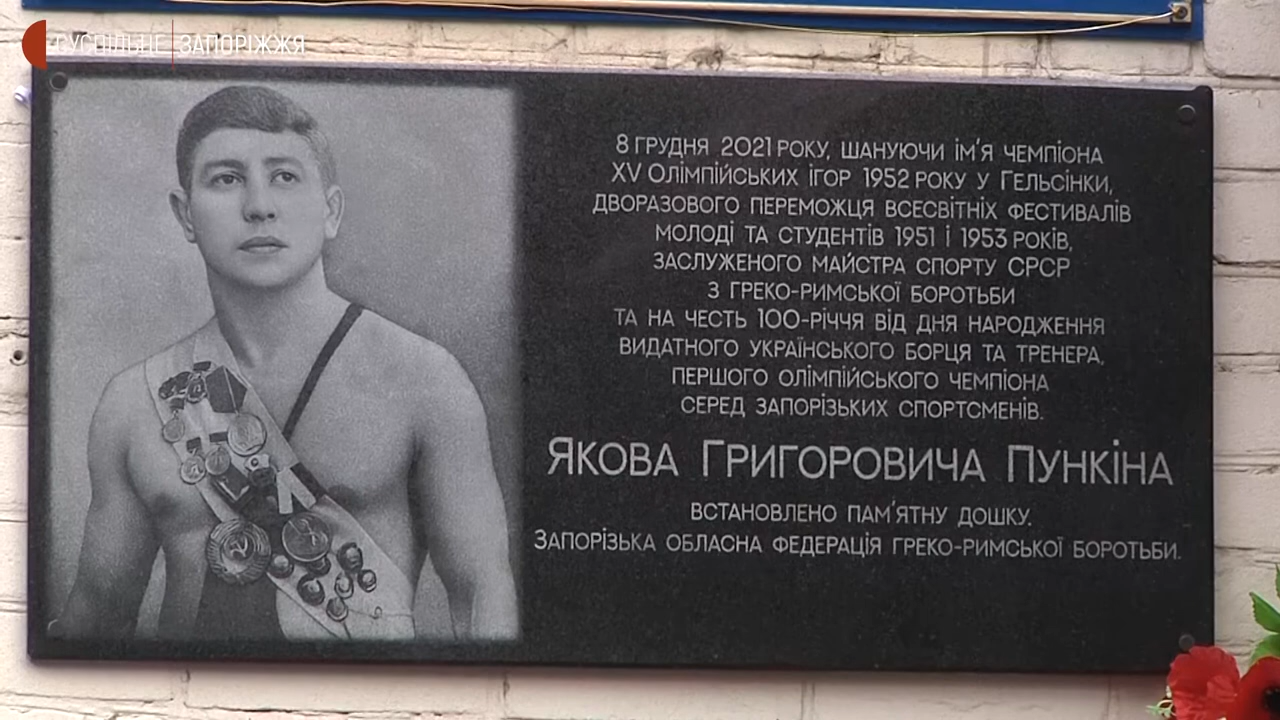 СУСПІЛЬНЕ ЗАПОРІЖЖЯ
8 ГРУДНЯ 2021 РОКУ, ШАНУЮЧИ ІМ'Я ЧЕМПІОНА
XV ОЛІМПІЙСЬКИХ ІГОР 1952 РОКУ У ГЕЛЬСІНКИ,
ДВОРАЗОВОГО ПЕРЕМОЖЦЯ ВСЕСВІТНІХ ФЕСТИВАЛІВ
МОЛОДІ ТА СТУДЕНТІВ 1951 І 1953 РОКІВ,
ЗАСЛУЖЕНОГО МАЙСТРА СПОРТУ СРСР
З ГРЕКО-РИМСЬКОЇ БОРОТЬБИ
ТА НА ЧЕСТЬ 100-РІЧЧЯ ВІД ДНЯ НАРОДЖЕННЯ
ВИДАТНОГО УКРАЇНСЬКОГО БОРЦЯ ТА ТРЕНЕРА,
ПЕРШОГО ОЛІМПІЙСЬКОГО ЧЕМПІОНА
СЕРЕД ЗАПОРІЗЬКИХ СПОРТСМЕНІВ.
ЯКОВА ГРИГОРОВИЧА ПУНКІНА
ВСТАНОВЛЕНО ПАМ'ЯТНУ ДОШКУ.
ЗАПОРІЗЬКА ОБЛАСНА ФЕДЕРАЦІЯ ГРЕКО-РИМСЬКОЇ БОРОТЬБИ.